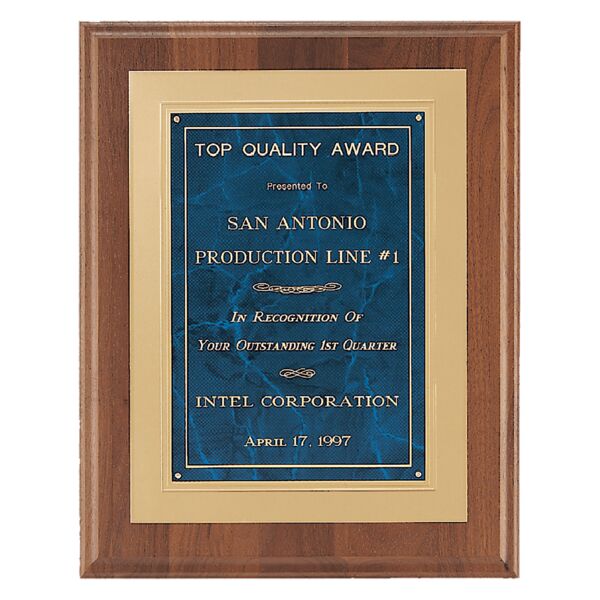 TOP QUALITY AWARD
Presented To
SAN ANTONIO
PRODUCTION LINE #1
IN RECOGNITION OF
YOUR OUTSTANDING 1ST QUARTER
INTEL CORPORATION
APRIL 17, 1997